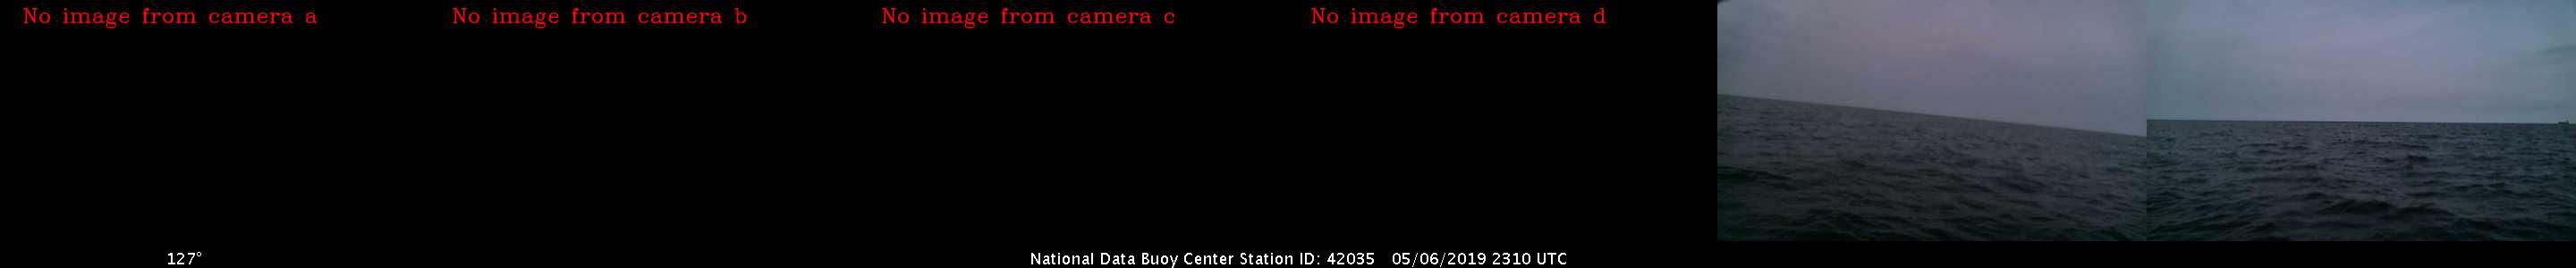 No image from camera a
No image from camera b
No image from camera c
No image from camera d
127°
National Data Buoy Center Station ID: 42035 05/06/2019 2310 UTC